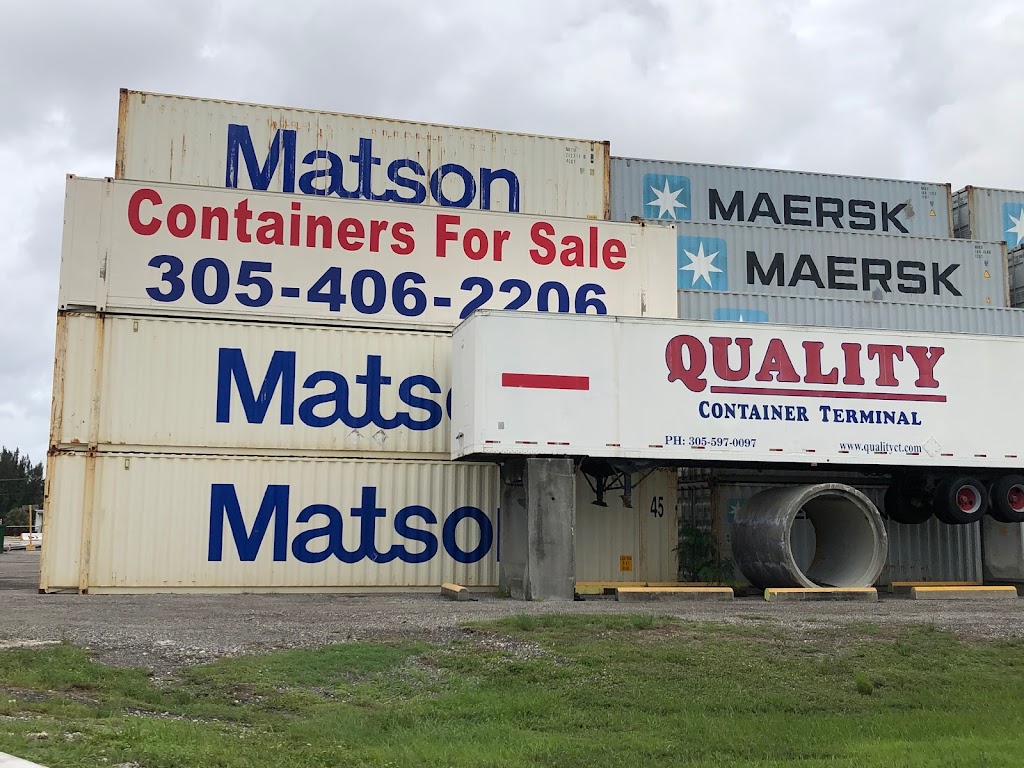 Matson
MAERSK
Containers For Sale
305-406-2206
MAERSK
Matso
QUALITY
CONTAINER TERMINAL
PH: 305-597-0097
www.qualityct.com
Matso
45